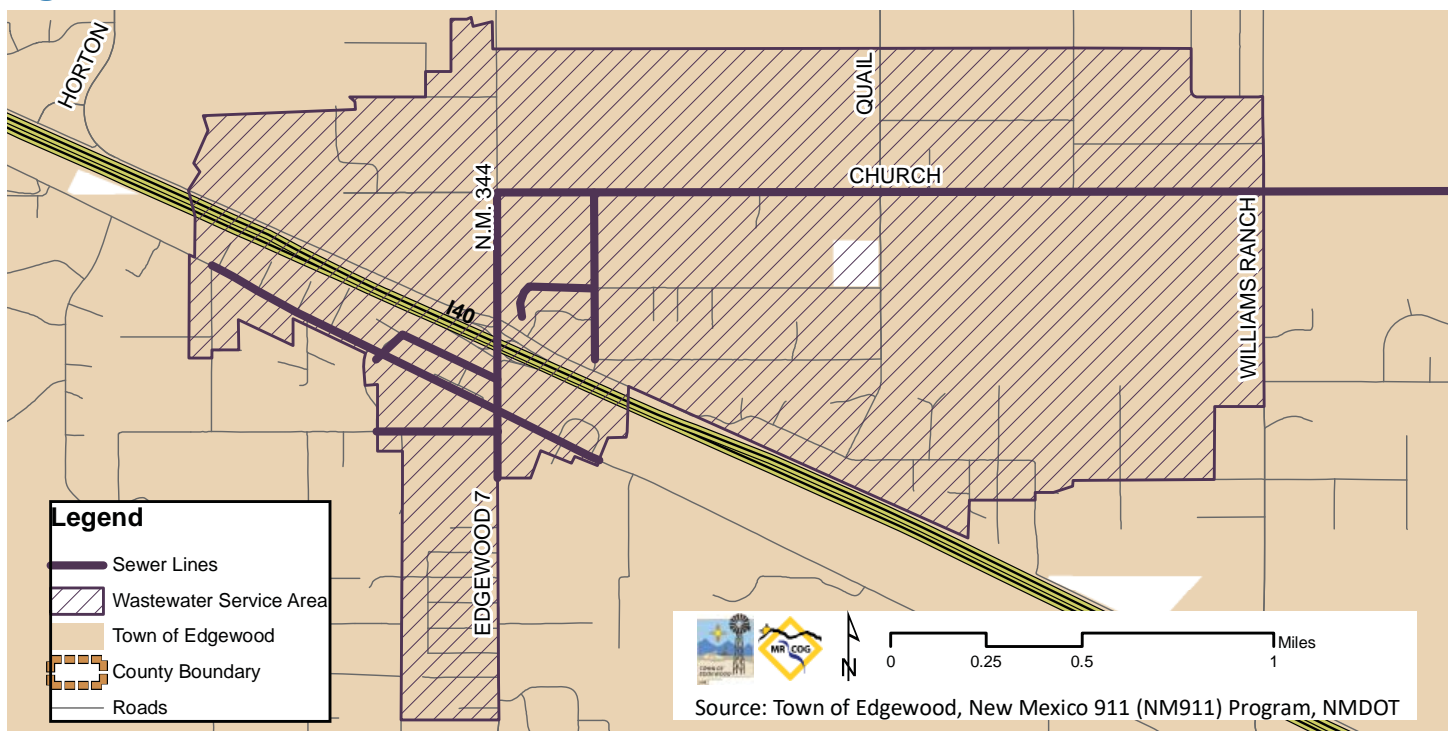 HORTON
QUAIL
CHURCH
N.M. 344
WILLIAMS RANCH
I40
EDGEWOOD 7
Legend
Sewer Lines
Wastewater Service Area
Town of Edgewood
County Boundary
Roads
MR COG
N
0 0.25 0.5 1 Miles
Source: Town of Edgewood, New Mexico 911 (NM911) Program, NMDOT